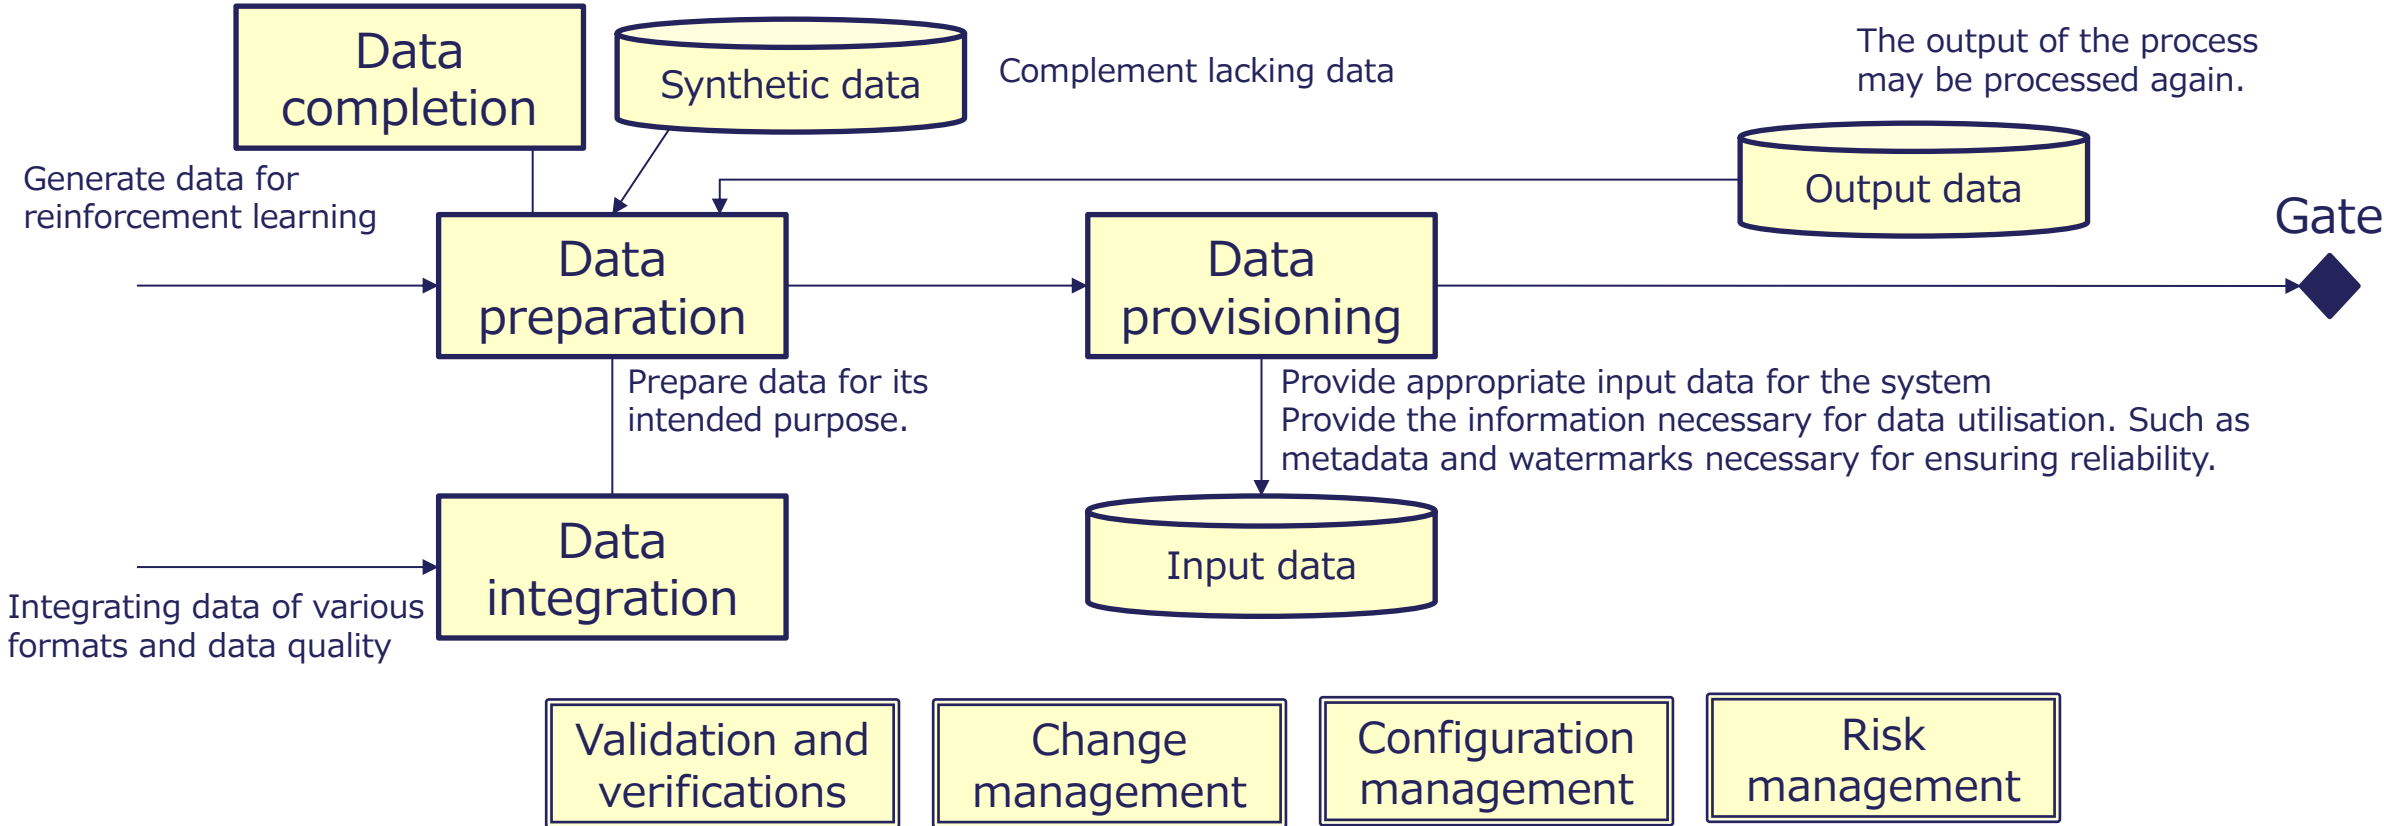 Data
completion
Synthetic data
Complement lacking data
The output of the process
may be processed again.
Generate data for
reinforcement learning
Output data
Gate
Data
preparation
Data
provisioning
Prepare data for its
intended purpose.
Provide appropriate input data for the system
Provide the information necessary for data utilisation. Such as
metadata and watermarks necessary for ensuring reliability.
Data
integration
Input data
Integrating data of various
formats and data quality
Validation and
verifications
Change
management
Configuration
management
Risk
management